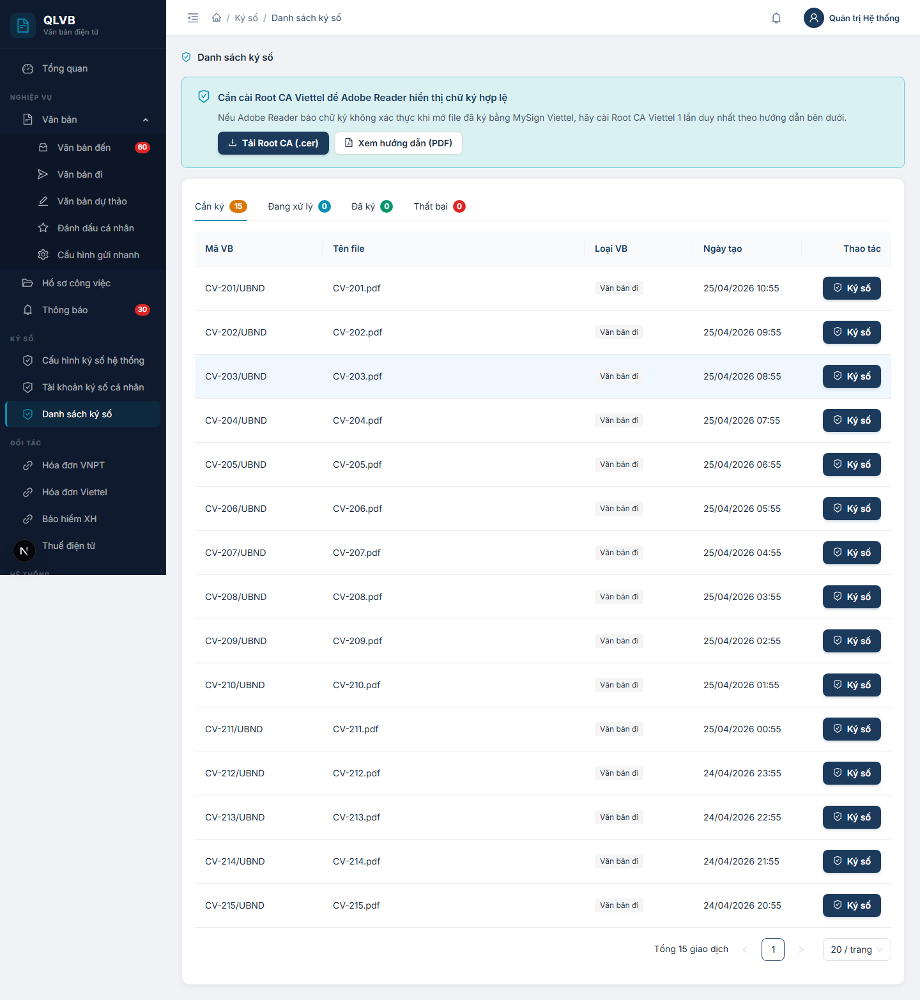 QLVB
Văn bản điện tử
Tổng quan
NGHIỆP VỤ
Văn bản
Văn bản đến 60
Văn bản đi
Văn bản dự thảo
Đánh dấu cá nhân
Cấu hình gửi nhanh
Hồ sơ công việc
Thông báo 30
KÝ SỐ
Cấu hình ký số hệ thống
Tài khoản ký số cá nhân
Danh sách ký số
ĐỐI TÁC
Hóa đơn VNPT
Hóa đơn Viettel
Bảo hiểm XH
Thuế điện tử
N
HỆ THỐNG
/ Ký số / Danh sách ký số
Quản trị Hệ thống
Danh sách ký số
Cần cài Root CA Viettel để Adobe Reader hiển thị chữ ký hợp lệ
Nếu Adobe Reader báo chữ ký không xác thực khi mở file đã ký bằng MySign Viettel, hãy cài Root CA Viettel 1 lần duy nhất theo hướng dẫn bên dưới.
Tải Root CA (.cer) Xem hướng dẫn (PDF)
Cần ký 15 Đang xử lý 0 Đã ký 0 Thất bại 0
Mã VB Tên file Loại VB Ngày tạo Thao tác
CV-201/UBND CV-201.pdf Văn bản đi 25/04/2026 10:55 Ký số
CV-202/UBND CV-202.pdf Văn bản đi 25/04/2026 09:55 Ký số
CV-203/UBND CV-203.pdf Văn bản đi 25/04/2026 08:55 Ký số
CV-204/UBND CV-204.pdf Văn bản đi 25/04/2026 07:55 Ký số
CV-205/UBND CV-205.pdf Văn bản đi 25/04/2026 06:55 Ký số
CV-206/UBND CV-206.pdf Văn bản đi 25/04/2026 05:55 Ký số
CV-207/UBND CV-207.pdf Văn bản đi 25/04/2026 04:55 Ký số
CV-208/UBND CV-208.pdf Văn bản đi 25/04/2026 03:55 Ký số
CV-209/UBND CV-209.pdf Văn bản đi 25/04/2026 02:55 Ký số
CV-210/UBND CV-210.pdf Văn bản đi 25/04/2026 01:55 Ký số
CV-211/UBND CV-211.pdf Văn bản đi 25/04/2026 00:55 Ký số
CV-212/UBND CV-212.pdf Văn bản đi 24/04/2026 23:55 Ký số
CV-213/UBND CV-213.pdf Văn bản đi 24/04/2026 22:55 Ký số
CV-214/UBND CV-214.pdf Văn bản đi 24/04/2026 21:55 Ký số
CV-215/UBND CV-215.pdf Văn bản đi 24/04/2026 20:55 Ký số
Tổng 15 giao dịch 1 20 / trang